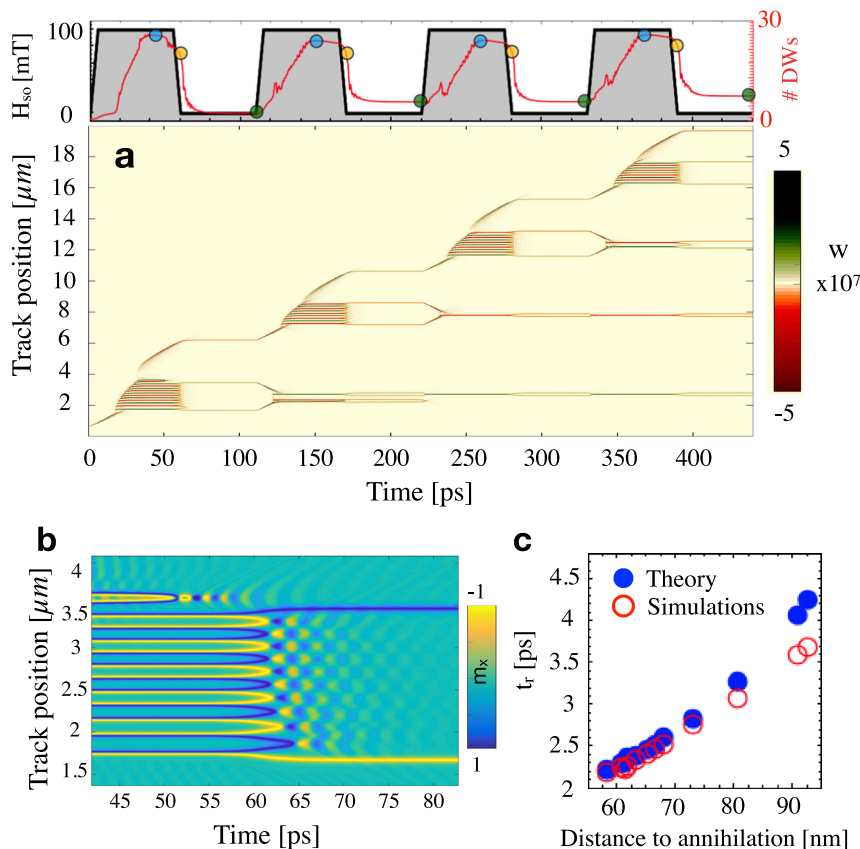 100
0
H_so [mT]
30
0
# DWs
a
18
16
14
12
10
8
6
4
2
Track position [μm]
0 50 100 150 200 250 300 350 400
Time [ps]
5
w
x10⁷
-5
b
4
3.5
3
2.5
2
1.5
Track position [μm]
45 50 55 60 65 70 75 80
Time [ps]
-1
m_x
1
c
Theory
Simulations
4.5
4
3.5
3
2.5
2
t_r [ps]
60 70 80 90
Distance to annihilation [nm]